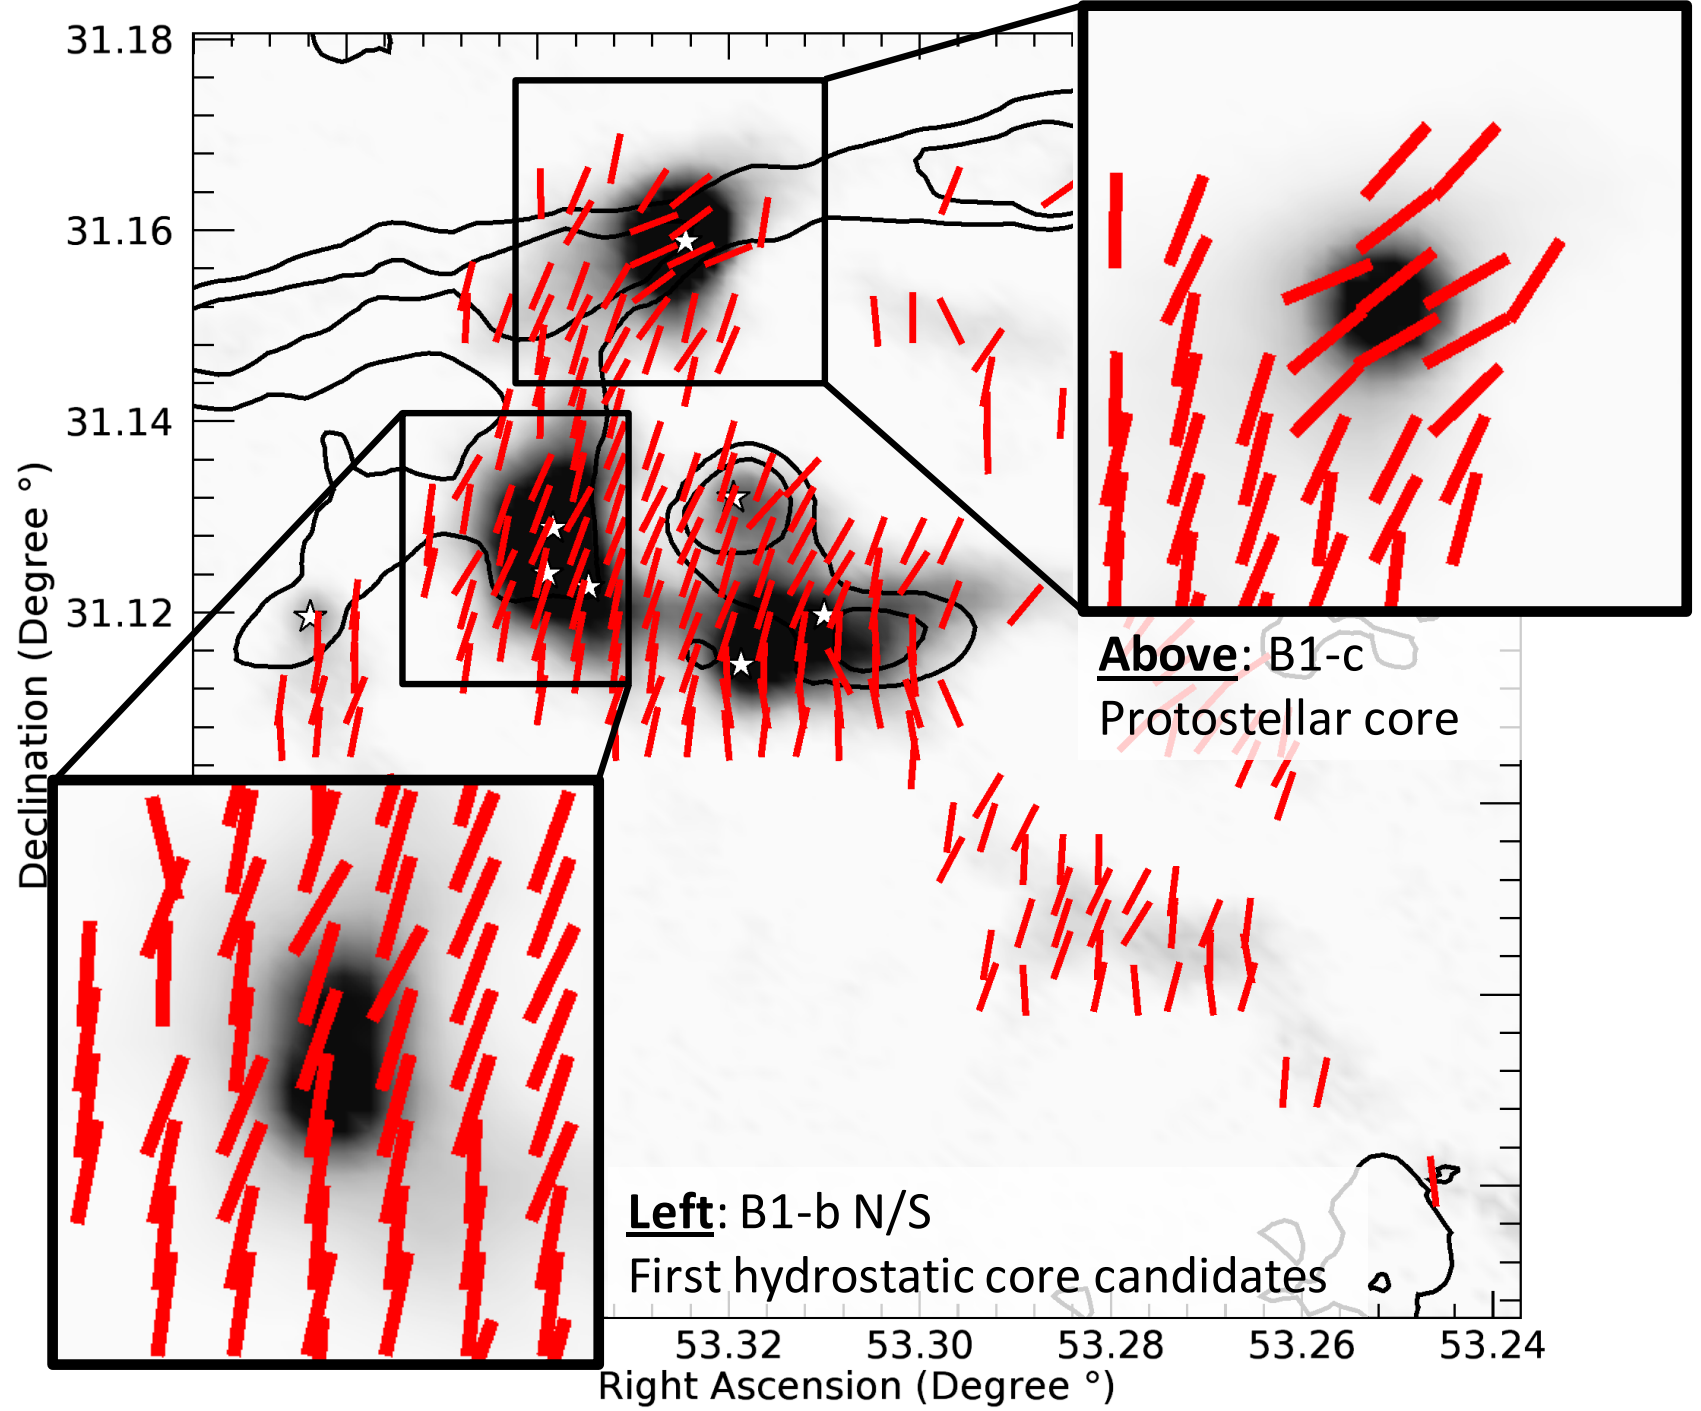 31.18
31.16
31.14
31.12
Declination (Degree °)
Above: B1-c
Protostellar core
Left: B1-b N/S
First hydrostatic core candidates
53.32 53.30 53.28 53.26 53.24
Right Ascension (Degree °)